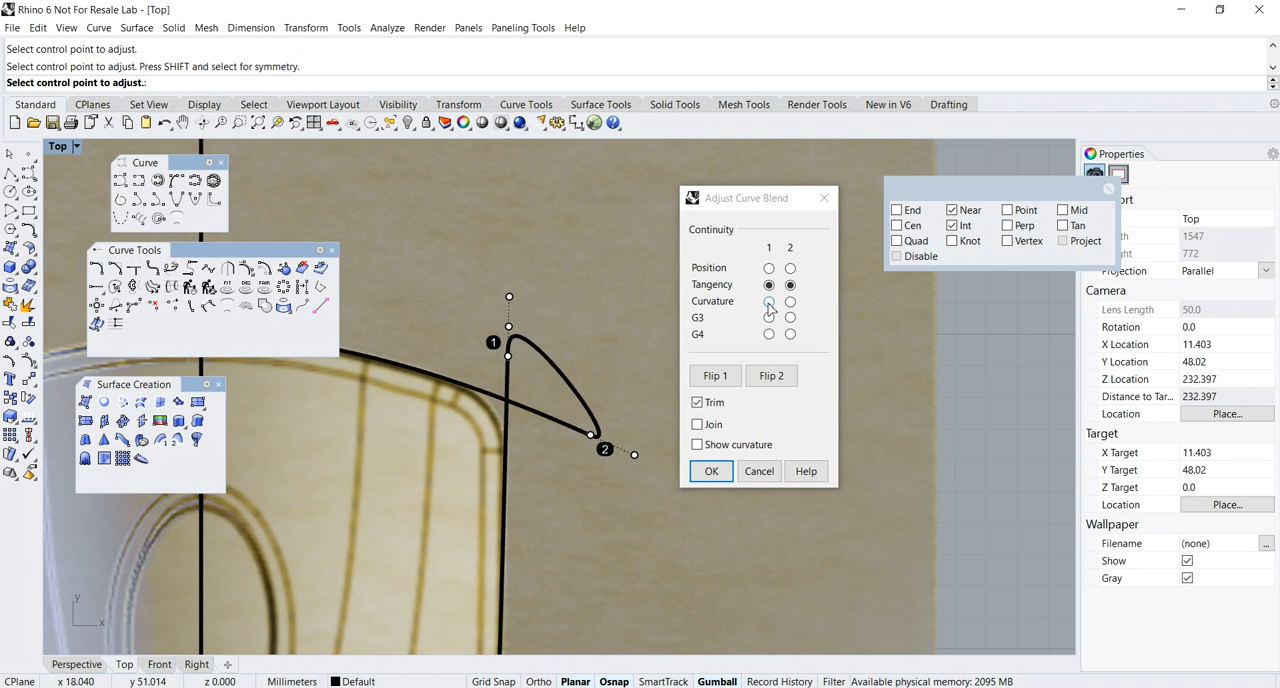 Rhino 6 Not For Resale Lab - [Top]
File Edit View Curve Surface Solid Mesh Dimension Transform Tools Analyze Render Panels Paneling Tools Help
Select control point to adjust.
Select control point to adjust. Press SHIFT and select for symmetry.
Select control point to adjust.:
Standard CPlanes Set View Display Select Viewport Layout Visibility Transform Curve Tools Surface Tools Solid Tools Mesh Tools Render Tools New in V6 Drafting
Top
Curve
Curve Tools
Surface Creation
1
2
y
x
Adjust Curve Blend
Continuity
1 2
Position
Tangency
Curvature
G3
G4
Flip 1 Flip 2
Trim
Join
Show curvature
OK Cancel Help
End Near Point Mid
Cen Int Perp Tan
Quad Knot Vertex Project
Disable
Properties
ort
Top
th 1547
ght 772
Projection Parallel
Camera
Lens Length 50.0
Rotation 0.0
X Location 11.403
Y Location 48.02
Z Location 232.397
Distance to Tar... 232.397
Location Place...
Target
X Target 11.403
Y Target 48.02
Z Target 0.0
Location Place...
Wallpaper
Filename (none) ...
Show
Gray
Perspective Top Front Right
CPlane x 18.040 y 51.014 z 0.000 Millimeters Default Grid Snap Ortho Planar Osnap SmartTrack Gumball Record History Filter Available physical memory: 2095 MB